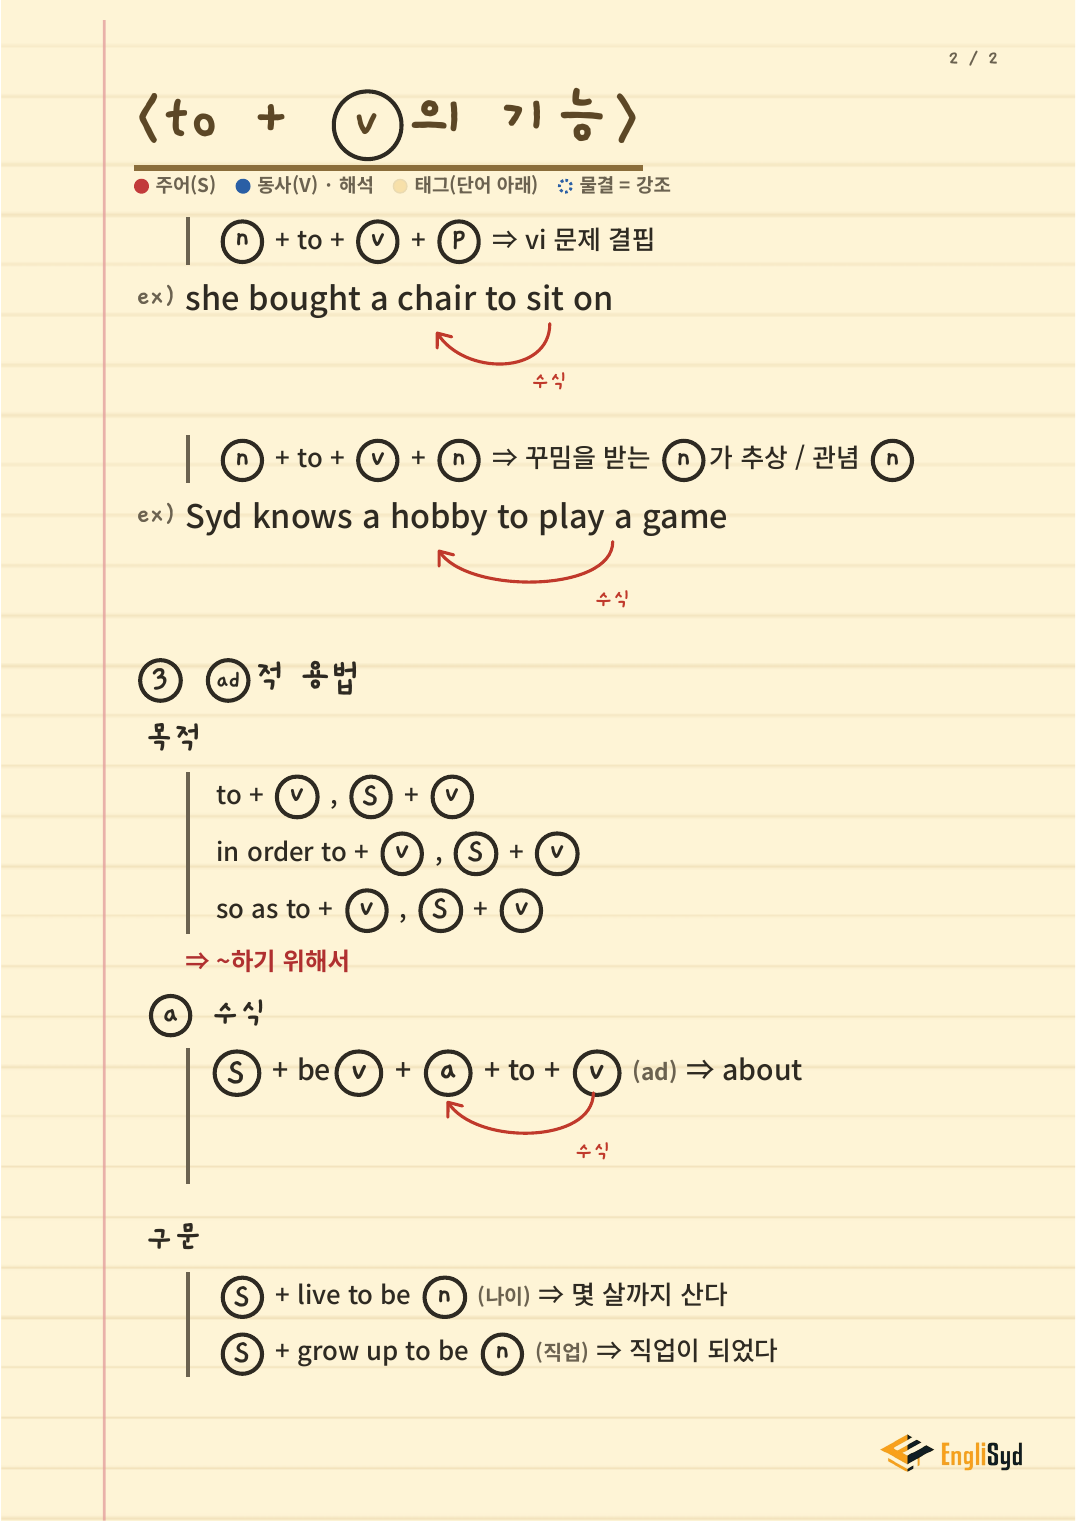 2 / 2
〈to + v의 기능〉
주어(S) 동사(V) · 해석 태그(단어 아래) 물결 = 강조
n + to + v + p ⇒ vi 문제 결핍
ex) she bought a chair to sit on
수식
n + to + v + n ⇒ 꾸밈을 받는 n가 추상 / 관념 n
ex) Syd knows a hobby to play a game
수식
3 ad적 용법
목적
to + v , S + v
in order to + v , S + v
so as to + v , S + v
⇒ ~하기 위해서
a 수식
S + be v + a + to + v (ad) ⇒ about
수식
구문
S + live to be n (나이) ⇒ 몇 살까지 산다
S + grow up to be n (직업) ⇒ 직업이 되었다
EngliSyd